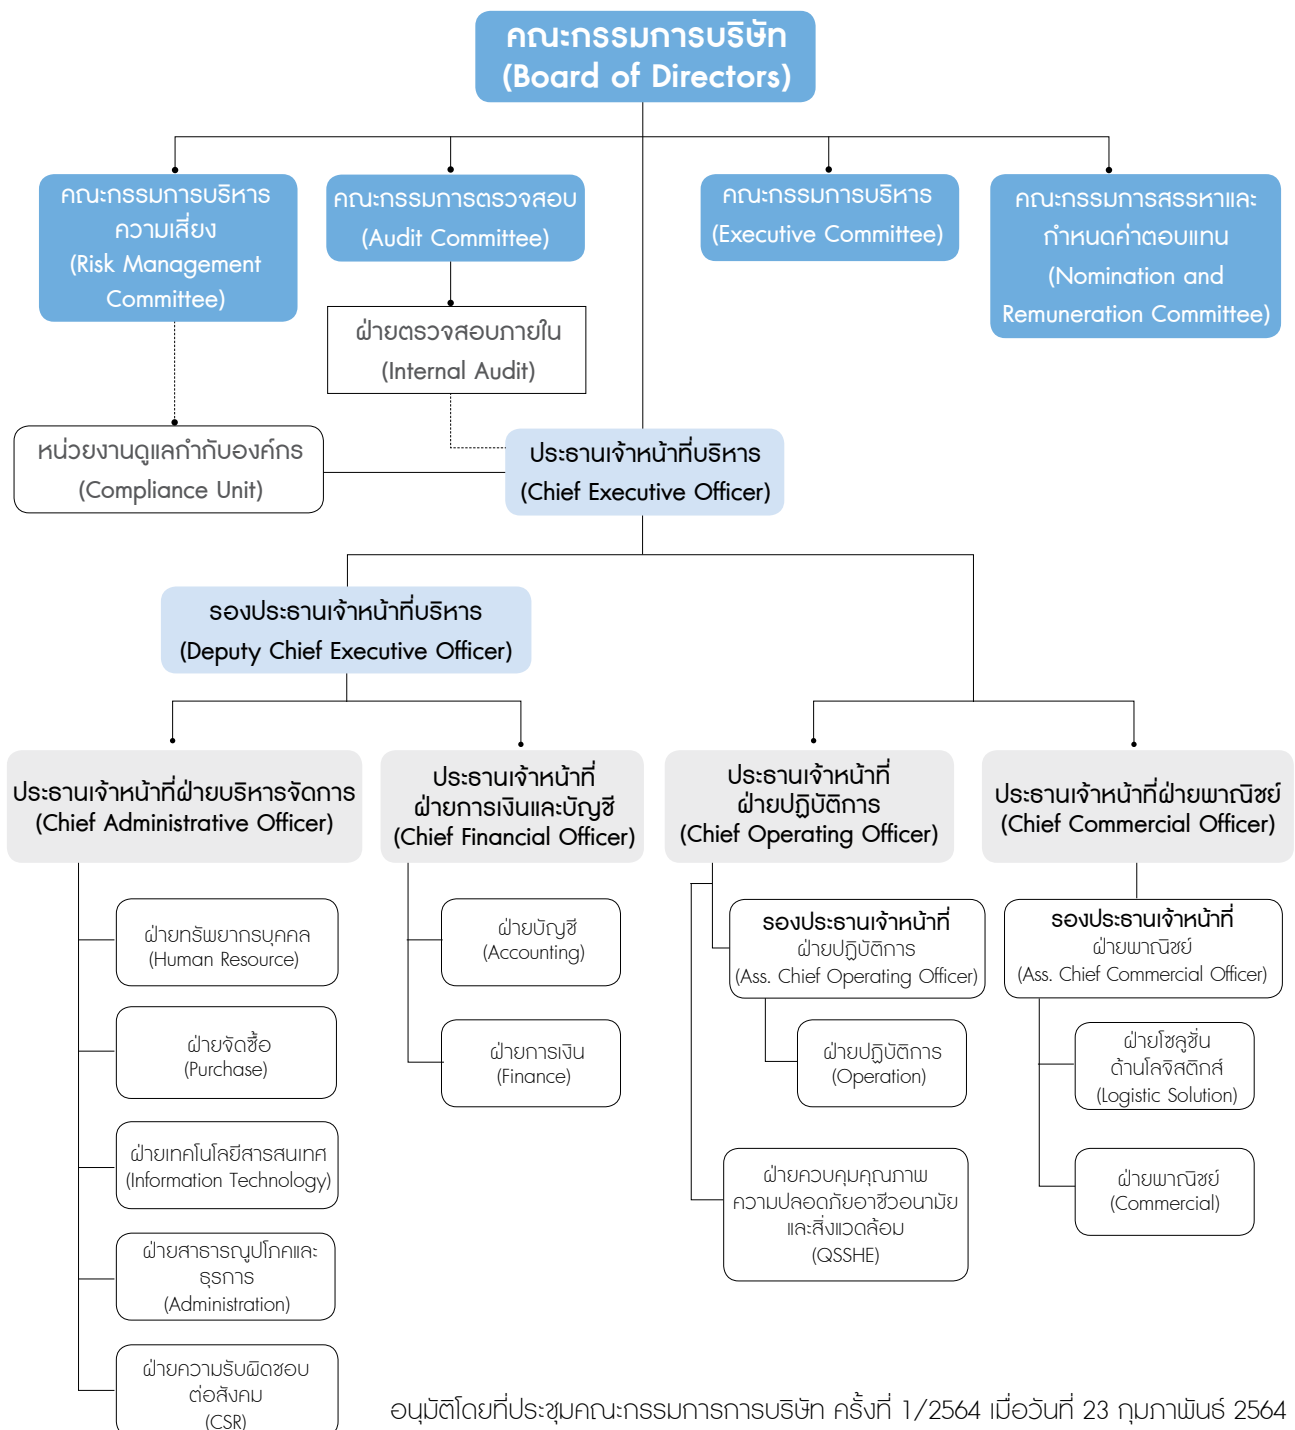 คณะกรรมการบริษัท
(Board of Directors)
คณะกรรมการบริหาร
ความเสี่ยง
(Risk Management
Committee)
คณะกรรมการตรวจสอบ
(Audit Committee)
คณะกรรมการบริหาร
(Executive Committee)
คณะกรรมการสรรหาและ
กำหนดค่าตอบแทน
(Nomination and
Remuneration Committee)
ฝ่ายตรวจสอบภายใน
(Internal Audit)
หน่วยงานดูแลกำกับองค์กร
(Compliance Unit)
ประธานเจ้าหน้าที่บริหาร
(Chief Executive Officer)
รองประธานเจ้าหน้าที่บริหาร
(Deputy Chief Executive Officer)
ประธานเจ้าหน้าที่ฝ่ายบริหารจัดการ
(Chief Administrative Officer)
ประธานเจ้าหน้าที่
ฝ่ายการเงินและบัญชี
(Chief Financial Officer)
ประธานเจ้าหน้าที่
ฝ่ายปฏิบัติการ
(Chief Operating Officer)
ประธานเจ้าหน้าที่ฝ่ายพาณิชย์
(Chief Commercial Officer)
ฝ่ายทรัพยากรบุคคล
(Human Resource)
ฝ่ายจัดซื้อ
(Purchase)
ฝ่ายเทคโนโลยีสารสนเทศ
(Information Technology)
ฝ่ายสาธารณูปโภคและ
ธุรการ
(Administration)
ฝ่ายความรับผิดชอบ
ต่อสังคม
(CSR)
ฝ่ายบัญชี
(Accounting)
ฝ่ายการเงิน
(Finance)
รองประธานเจ้าหน้าที่
ฝ่ายปฏิบัติการ
(Ass. Chief Operating Officer)
ฝ่ายปฏิบัติการ
(Operation)
ฝ่ายควบคุมคุณภาพ
ความปลอดภัยอาชีวอนามัย
และสิ่งแวดล้อม
(QSSHE)
รองประธานเจ้าหน้าที่
ฝ่ายพาณิชย์
(Ass. Chief Commercial Officer)
ฝ่ายโซลูชั่น
ด้านโลจิสติกส์
(Logistic Solution)
ฝ่ายพาณิชย์
(Commercial)
อนุมัติโดยที่ประชุมคณะกรรมการการบริษัท ครั้งที่ 1/2564 เมื่อวันที่ 23 กุมภาพันธ์ 2564